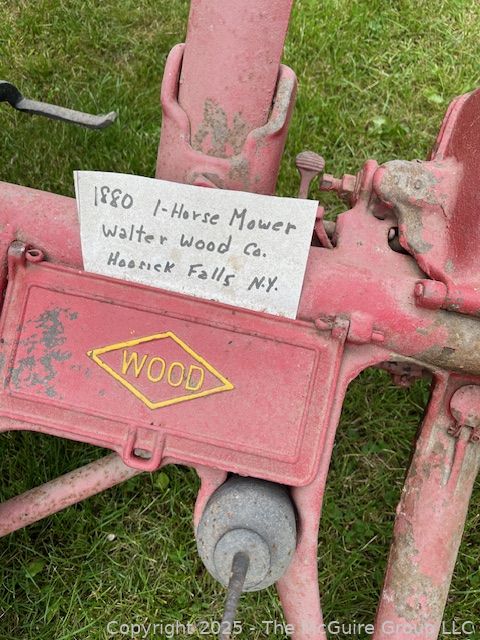 1880 1-Horse Mower
Walter Wood Co.
Hoosick Falls N.Y.
WOOD
Copyright © 2025 - The McGuire Group LLC